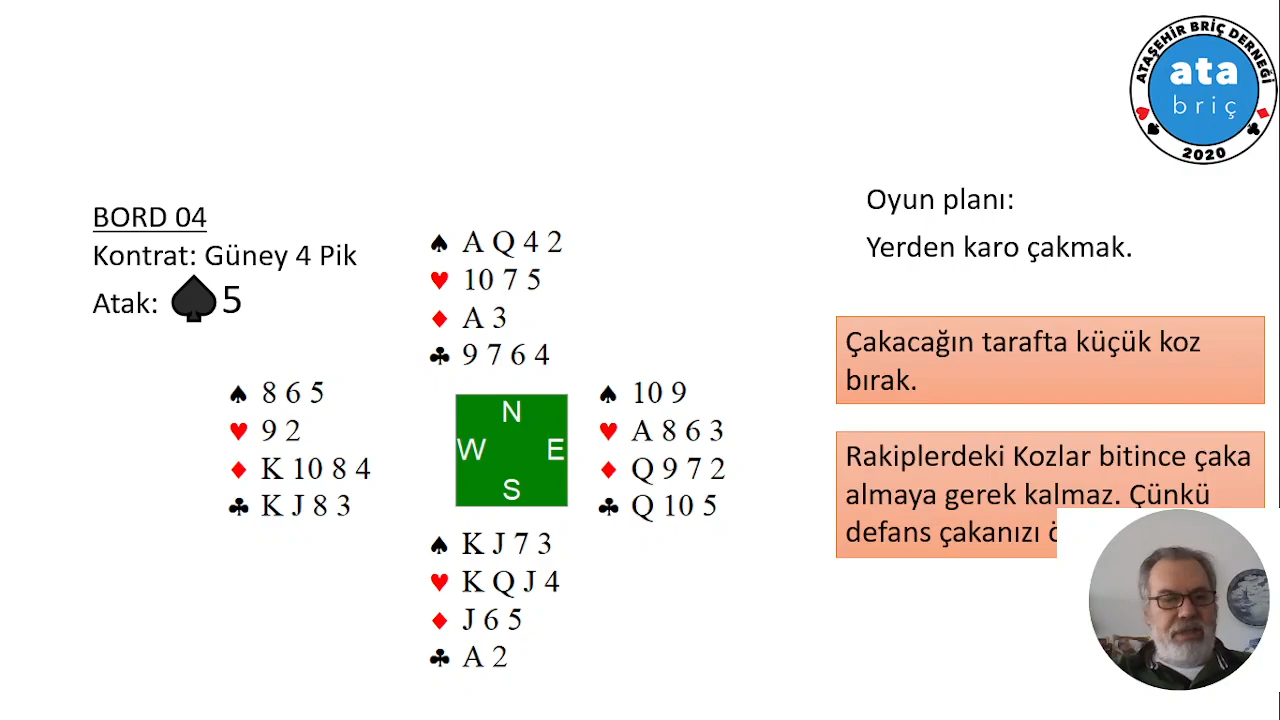 ATAŞEHİR BRİÇ DERNEĞİ
ata
briç
2020
BORD 04
Kontrat: Güney 4 Pik
Atak: ♠5
♠ A Q 4 2
♥ 10 7 5
♦ A 3
♣ 9 7 6 4
♠ 8 6 5
♥ 9 2
♦ K 10 8 4
♣ K J 8 3
N
W E
S
♠ 10 9
♥ A 8 6 3
♦ Q 9 7 2
♣ Q 10 5
♠ K J 7 3
♥ K Q J 4
♦ J 6 5
♣ A 2
Oyun planı:
Yerden karo çakmak.
Çakacağın tarafta küçük koz
bırak.
Rakiplerdeki Kozlar bitince çaka
almaya gerek kalmaz. Çünkü
defans çakanızı